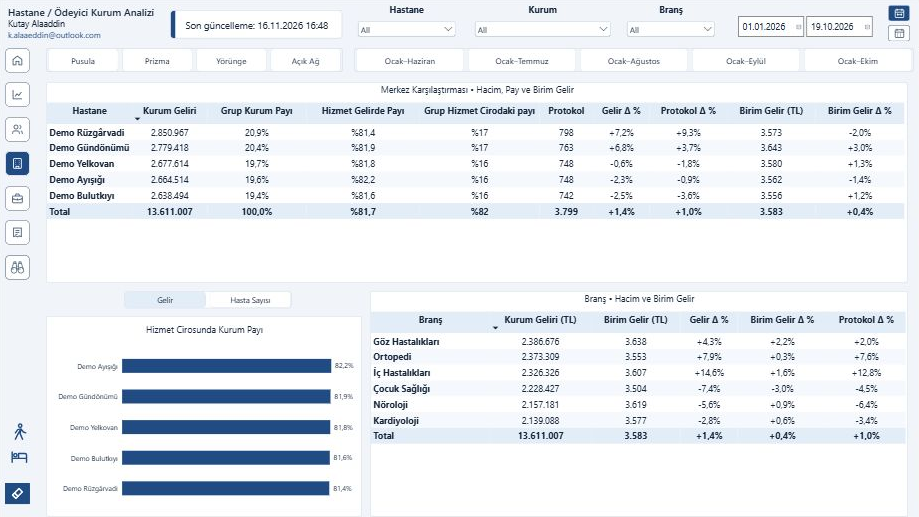 Hastane / Ödeyici Kurum Analizi
Kutay Alaaddin
k.alaaeddin@outlook.com
Son güncelleme: 16.11.2026 16:48
Hastane Kurum Branş
All All All 01.01.2026 19.10.2026
Pusula Prizma Yörünge Açık Ağ Ocak-Haziran Ocak-Temmuz Ocak-Ağustos Ocak-Eylül Ocak-Ekim
Merkez Karşılaştırması • Hacim, Pay ve Birim Gelir
Hastane Kurum Geliri Grup Kurum Payı Hizmet Gelirde Payı Grup Hizmet Cirodaki payı Protokol Gelir Δ % Protokol Δ % Birim Gelir (TL) Birim Gelir Δ %
Demo Rüzgârvadi 2.850.967 20,9% %81,4 %17 798 +7,2% +9,3% 3.573 -2,0%
Demo Gündönümü 2.779.418 20,4% %81,9 %17 763 +6,8% +3,7% 3.643 +3,0%
Demo Yelkovan 2.677.614 19,7% %81,8 %16 748 -0,6% -1,8% 3.580 +1,3%
Demo Ayışığı 2.664.514 19,6% %82,2 %16 748 -2,3% -0,9% 3.562 -1,4%
Demo Bulutkıyı 2.638.494 19,4% %81,6 %16 742 -2,5% -3,6% 3.556 +1,2%
Total 13.611.007 100,0% %81,7 %82 3.799 +1,4% +1,0% 3.583 +0,4%
Gelir Hasta Sayısı
Hizmet Cirosunda Kurum Payı
Demo Ayışığı 82,2%
Demo Gündönümü 81,9%
Demo Yelkovan 81,8%
Demo Bulutkıyı 81,6%
Demo Rüzgârvadi 81,4%
Branş • Hacim ve Birim Gelir
Branş Kurum Geliri (TL) Birim Gelir (TL) Gelir Δ % Birim Gelir Δ % Protokol Δ %
Göz Hastalıkları 2.386.676 3.638 +4,3% +2,2% +2,0%
Ortopedi 2.373.309 3.553 +7,9% +0,3% +7,6%
İç Hastalıkları 2.326.326 3.607 +14,6% +1,6% +12,8%
Çocuk Sağlığı 2.228.427 3.504 -7,4% -3,0% -4,5%
Nöroloji 2.157.181 3.619 -5,6% +0,9% -6,4%
Kardiyoloji 2.139.088 3.577 -2,8% +0,6% -3,4%
Total 13.611.007 3.583 +1,4% +0,4% +1,0%